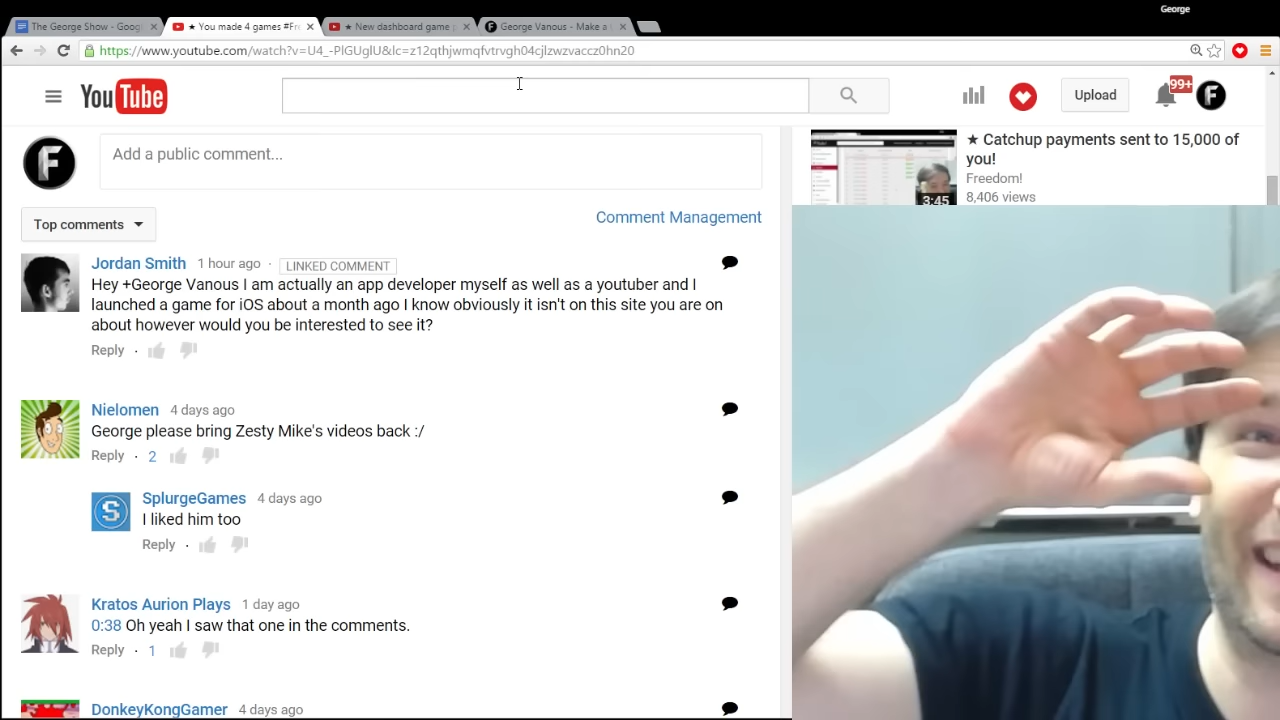 George
The George Show - Goog
★ You made 4 games #Fre
★ New dashboard game p
George Vanous - Make a
https://www.youtube.com/watch?v=U4_-PlGUglU&lc=z12qthjwmqfvtrvgh04cjlzwzvaccz0hn20
YouTube
Upload
99+
F
F
Add a public comment...
Top comments
Comment Management
★ Catchup payments sent to 15,000 of
you!
Freedom!
8,406 views
3:45
Jordan Smith 1 hour ago · LINKED COMMENT
Hey +George Vanous I am actually an app developer myself as well as a youtuber and I
launched a game for iOS about a month ago I know obviously it isn't on this site you are on
about however would you be interested to see it?
Reply ·
Nielomen 4 days ago
George please bring Zesty Mike's videos back :/
Reply · 2
S
SplurgeGames 4 days ago
I liked him too
Reply ·
Kratos Aurion Plays 1 day ago
0:38 Oh yeah I saw that one in the comments.
Reply · 1
DonkeyKongGamer 4 days ago